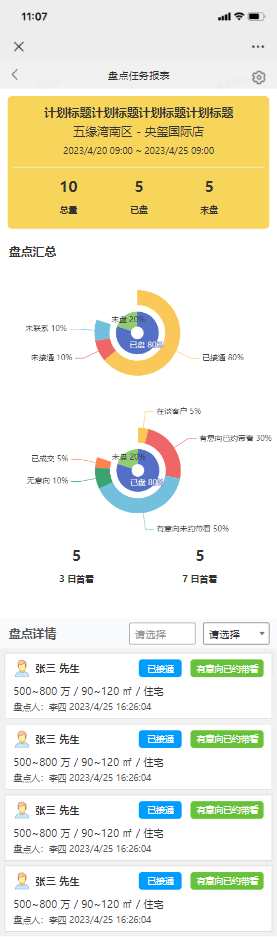 11:07
盘点任务报表
计划标题计划标题计划标题计划标题
五缘湾南区 - 央玺国际店
2023/4/20 09:00 ~ 2023/4/25 09:00
10 5 5
总量 已盘 未盘
盘点汇总
未盘 20%
未联系 10%
已盘 80%
未接通 10% 已接通 80%
在谈客户 5%
有意向已约带看 30%
未盘 20%
已成交 5%
无意向 10% 已盘 80%
有意向未约带看 50%
5 5
3 日首看 7 日首看
盘点详情 请选择 请选择
张三 先生 已接通 有意向已约带看
500~800 万 / 90~120 ㎡ / 住宅
盘点人：李四 2023/4/25 16:26:04
张三 先生 已接通 有意向已约带看
500~800 万 / 90~120 ㎡ / 住宅
盘点人：李四 2023/4/25 16:26:04
张三 先生 已接通 有意向已约带看
500~800 万 / 90~120 ㎡ / 住宅
盘点人：李四 2023/4/25 16:26:04
张三 先生 已接通 有意向已约带看
500~800 万 / 90~120 ㎡ / 住宅
盘点人：李四 2023/4/25 16:26:04